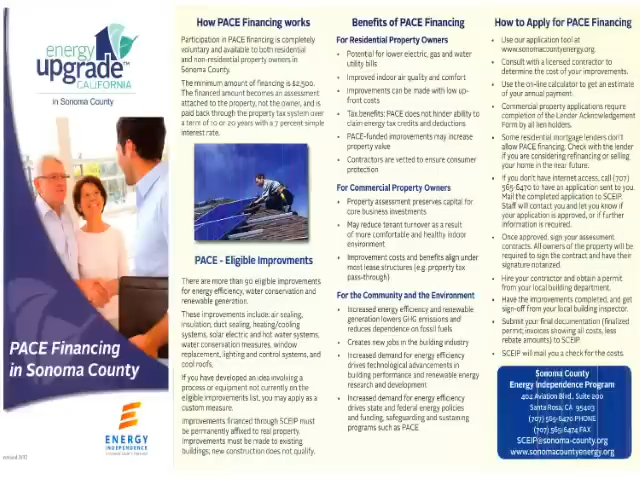 energy
upgrade™
CALIFORNIA
in Sonoma County
PACE Financing
in Sonoma County
ENERGY
INDEPENDENCE
How PACE Financing works
Participation in PACE financing is completely
voluntary and available to both residential
and non-residential property owners in
Sonoma County.
The minimum amount of financing is $2,500.
The financed amount becomes an assessment
attached to the property, not the owner, and is
paid back through the property tax system over
a term of 10 or 20 years with a 7 percent simple
interest rate.
PACE - Eligible Improvments
There are more than 90 eligible improvements
for energy efficiency, water conservation and
renewable generation.
These improvements include: air sealing,
insulation, duct sealing, heating/cooling
systems, solar electric and hot water systems,
water conservation measures, window
replacement, lighting and control systems, and
cool roofs.
If you have developed an idea involving a
process or equipment not currently on the
eligible improvements list, you may apply as a
custom measure.
Improvements financed through SCEIP must
be permanently affixed to real property.
Improvements must be made to existing
buildings; new construction does not qualify.
Benefits of PACE Financing
For Residential Property Owners
• Potential for lower electric, gas and water
utility bills
• Improved indoor air quality and comfort
• Improvements can be made with low up-
front costs
• Tax benefits: PACE does not hinder ability to
claim energy tax credits and deductions
• PACE-funded improvements may increase
property value
• Contractors are vetted to ensure consumer
protection
For Commercial Property Owners
• Property assessment preserves capital for
core business investments
• May reduce tenant turnover as a result
of more comfortable and healthy indoor
environment
• Improvement costs and benefits align under
most lease structures (e.g. property tax
pass-through)
For the Community and the Environment
• Increased energy efficiency and renewable
generation lowers GHG emissions and
reduces dependence on fossil fuels
• Creates new jobs in the building industry
• Increased demand for energy efficiency
drives technological advancements in
building performance and renewable energy
research and development
• Increased demand for energy efficiency
drives state and federal energy policies
and funding, safeguarding and sustaining
programs such as PACE
How to Apply for PACE Financing
• Use our application tool at
www.sonomacountyenergy.org.
• Consult with a licensed contractor to
determine the cost of your improvements.
• Use the on-line calculator to get an estimate
of your annual payment.
• Commercial property applications require
completion of the Lender Acknowledgement
Form by all lien holders.
• Some residential mortgage lenders don't
allow PACE financing. Check with the lender
if you are considering refinancing or selling
your home in the near future.
• If you don't have internet access, call (707)
565-6470 to have an application sent to you.
Mail the completed application to SCEIP.
Staff will contact you and let you know if
your application is approved, or if further
information is required.
• Once approved, sign your assessment
contracts. All owners of the property will be
required to sign the contract and have their
signature notarized.
• Hire your contractor and obtain a permit
from your local building department.
• Have the improvements completed, and get
sign-off from your local building inspector.
• Submit your final documentation (finalized
permit; invoices showing all costs, less
rebate amounts) to SCEIP.
• SCEIP will mail you a check for the costs.
Sonoma County
Energy Independence Program
404 Aviation Blvd., Suite 200
Santa Rosa, CA 95403
(707) 565-6470 PHONE
(707) 565-6474 FAX
SCEIP@sonoma-county.org
www.sonomacountyenergy.org